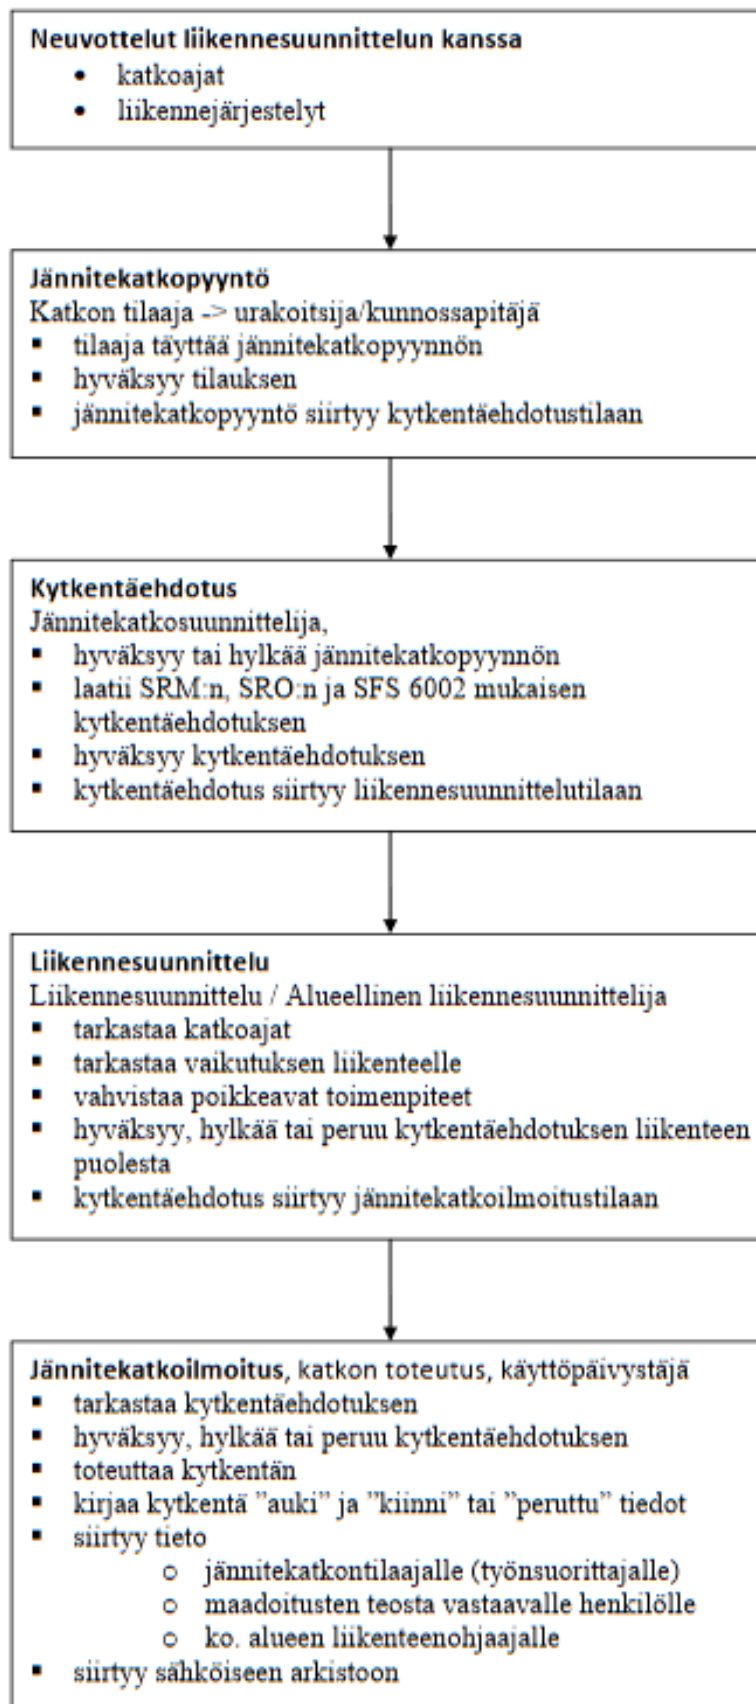 Neuvottelut liikennesuunnittelun kanssa
• katkoajat
• liikennejärjestelyt
Jännitekatkopyyntö
Katkon tilaaja -> urakoitsija/kunnossapitäjä
▪ tilaaja täyttää jännitekatkopyynnön
▪ hyväksyy tilauksen
▪ jännitekatkopyyntö siirtyy kytkentäehdotustilaan
Kytkentäehdotus
Jännitekatkosuunnittelija,
▪ hyväksyy tai hylkää jännitekatkopyynnön
▪ laatii SRM:n, SRO:n ja SFS 6002 mukaisen
kytkentäehdotuksen
▪ hyväksyy kytkentäehdotuksen
▪ kytkentäehdotus siirtyy liikennesuunnittelutilaan
Liikennesuunnittelu
Liikennesuunnittelu / Alueellinen liikennesuunnittelija
▪ tarkastaa katkoajat
▪ tarkastaa vaikutuksen liikenteelle
▪ vahvistaa poikkeavat toimenpiteet
▪ hyväksyy, hylkää tai peruu kytkentäehdotuksen liikenteen
puolesta
▪ kytkentäehdotus siirtyy jännitekatkoilmoitustilaan
Jännitekatkoilmoitus, katkon toteutus, käyttöpäivystäjä
▪ tarkastaa kytkentäehdotuksen
▪ hyväksyy, hylkää tai peruu kytkentäehdotuksen
▪ toteuttaa kytkentän
▪ kirjaa kytkentä ”auki” ja ”kiinni” tai ”peruttu” tiedot
▪ siirtyy tieto
o jännitekatkontilaajalle (työnsuorittajalle)
o maadoitusten teosta vastaavalle henkilölle
o ko. alueen liikenteenohjaajalle
▪ siirtyy sähköiseen arkistoon